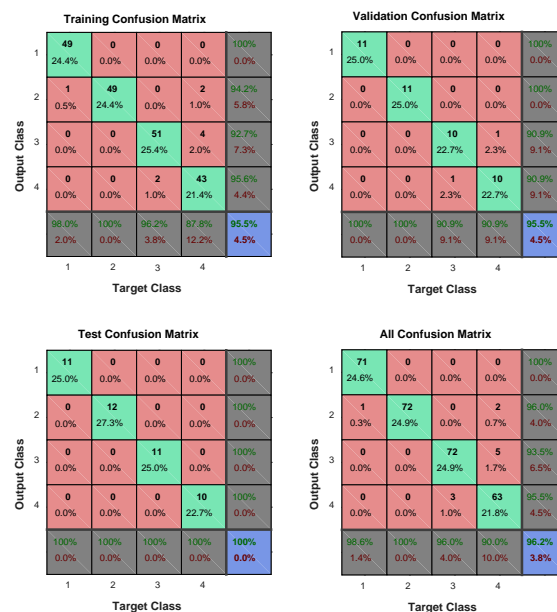 Training Confusion Matrix
1 49 0 0 0 100%
24.4% 0.0% 0.0% 0.0% 0.0%
2 1 49 0 2 94.2%
0.5% 24.4% 0.0% 1.0% 5.8%
3 0 0 51 4 92.7%
0.0% 0.0% 25.4% 2.0% 7.3%
4 0 0 2 43 95.6%
0.0% 0.0% 1.0% 21.4% 4.4%
98.0% 100% 96.2% 87.8% 95.5%
2.0% 0.0% 3.8% 12.2% 4.5%
1 2 3 4
Target Class
Output Class
Validation Confusion Matrix
1 11 0 0 0 100%
25.0% 0.0% 0.0% 0.0% 0.0%
2 0 11 0 0 100%
0.0% 25.0% 0.0% 0.0% 0.0%
3 0 0 10 1 90.9%
0.0% 0.0% 22.7% 2.3% 9.1%
4 0 0 1 10 90.9%
0.0% 0.0% 2.3% 22.7% 9.1%
100% 100% 90.9% 90.9% 95.5%
0.0% 0.0% 9.1% 9.1% 4.5%
1 2 3 4
Target Class
Output Class
Test Confusion Matrix
1 11 0 0 0 100%
25.0% 0.0% 0.0% 0.0% 0.0%
2 0 12 0 0 100%
0.0% 27.3% 0.0% 0.0% 0.0%
3 0 0 11 0 100%
0.0% 0.0% 25.0% 0.0% 0.0%
4 0 0 0 10 100%
0.0% 0.0% 0.0% 22.7% 0.0%
100% 100% 100% 100% 100%
0.0% 0.0% 0.0% 0.0% 0.0%
1 2 3 4
Target Class
Output Class
All Confusion Matrix
1 71 0 0 0 100%
24.6% 0.0% 0.0% 0.0% 0.0%
2 1 72 0 2 96.0%
0.3% 24.9% 0.0% 0.7% 4.0%
3 0 0 72 5 93.5%
0.0% 0.0% 24.9% 1.7% 6.5%
4 0 0 3 63 95.5%
0.0% 0.0% 1.0% 21.8% 4.5%
98.6% 100% 96.0% 90.0% 96.2%
1.4% 0.0% 4.0% 10.0% 3.8%
1 2 3 4
Target Class
Output Class